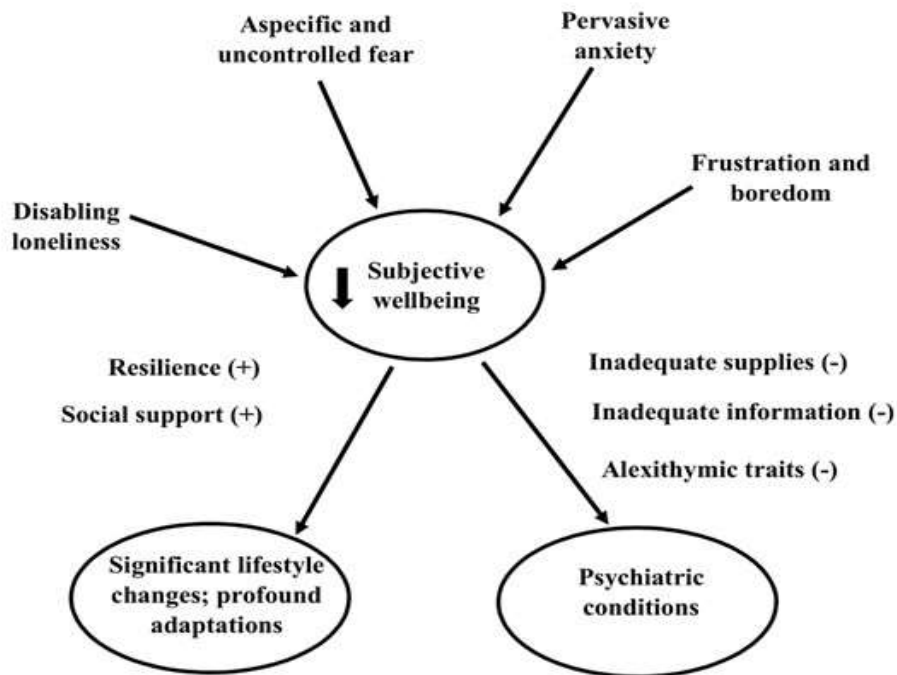 Aspecific and
uncontrolled fear
Pervasive
anxiety
Frustration and
boredom
Disabling
loneliness
Subjective
wellbeing
Resilience (+)
Social support (+)
Inadequate supplies (-)
Inadequate information (-)
Alexithymic traits (-)
Significant lifestyle
changes; profound
adaptations
Psychiatric
conditions